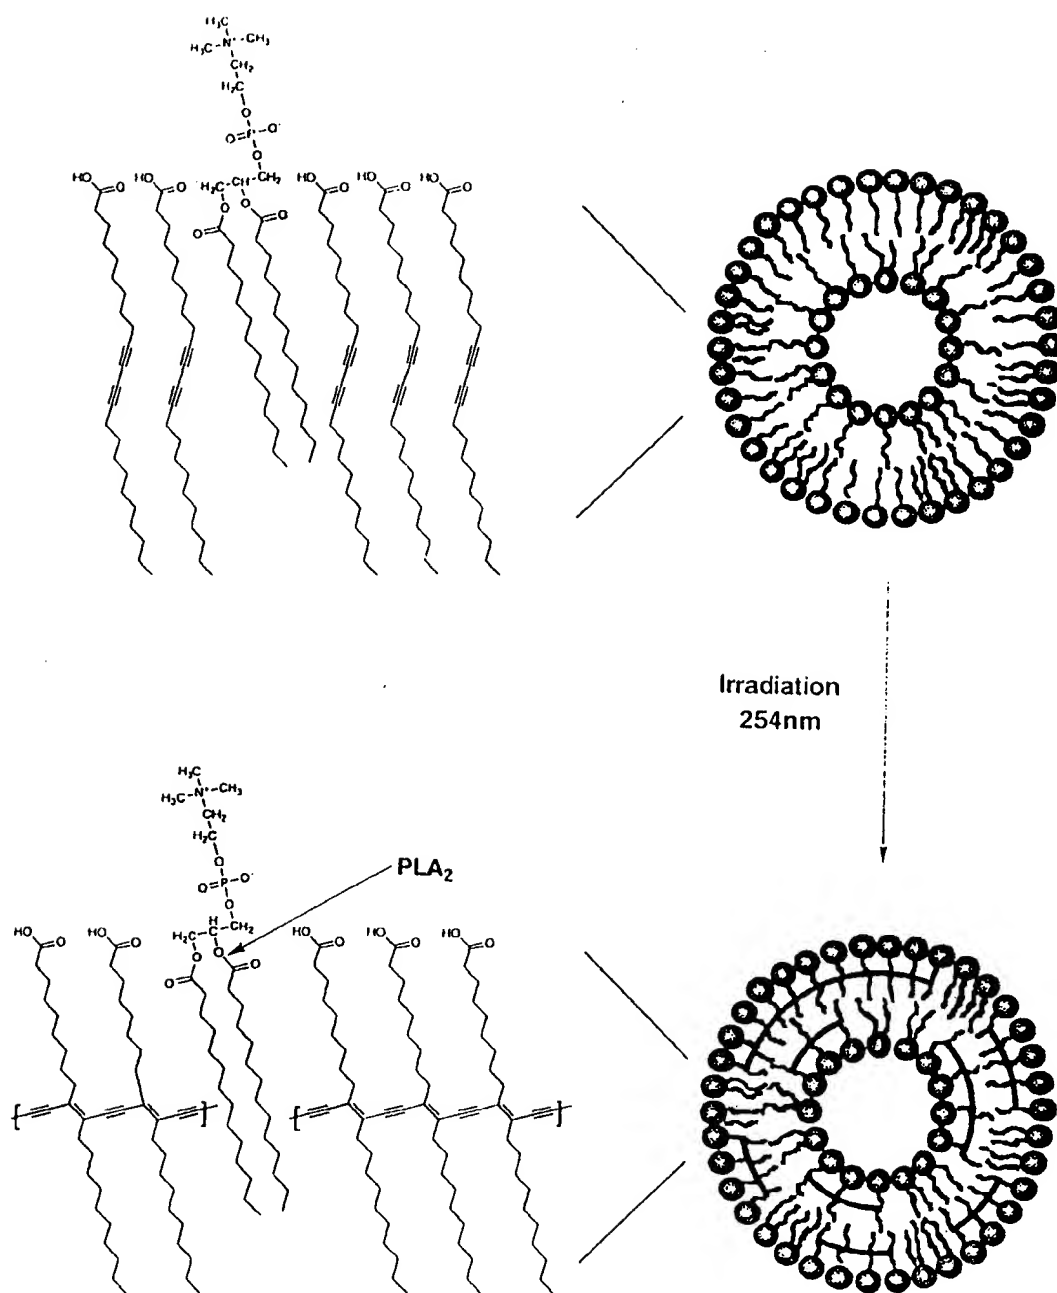 H₃C
H₃C-N⁺-CH₃
CH₂
H₂C
O
O=P-O⁻
O
HO O HO O H₂C CH CH₂ HO O HO O HO O
O O O
O
Irradiation
254nm
H₃C
H₃C-N⁺-CH₃
CH₂
H₂C
O
O=P-O⁻
PLA₂
O
H
HO O HO O H₂C C CH₂ HO O HO O HO O
O O O
O
[ ] [ ]